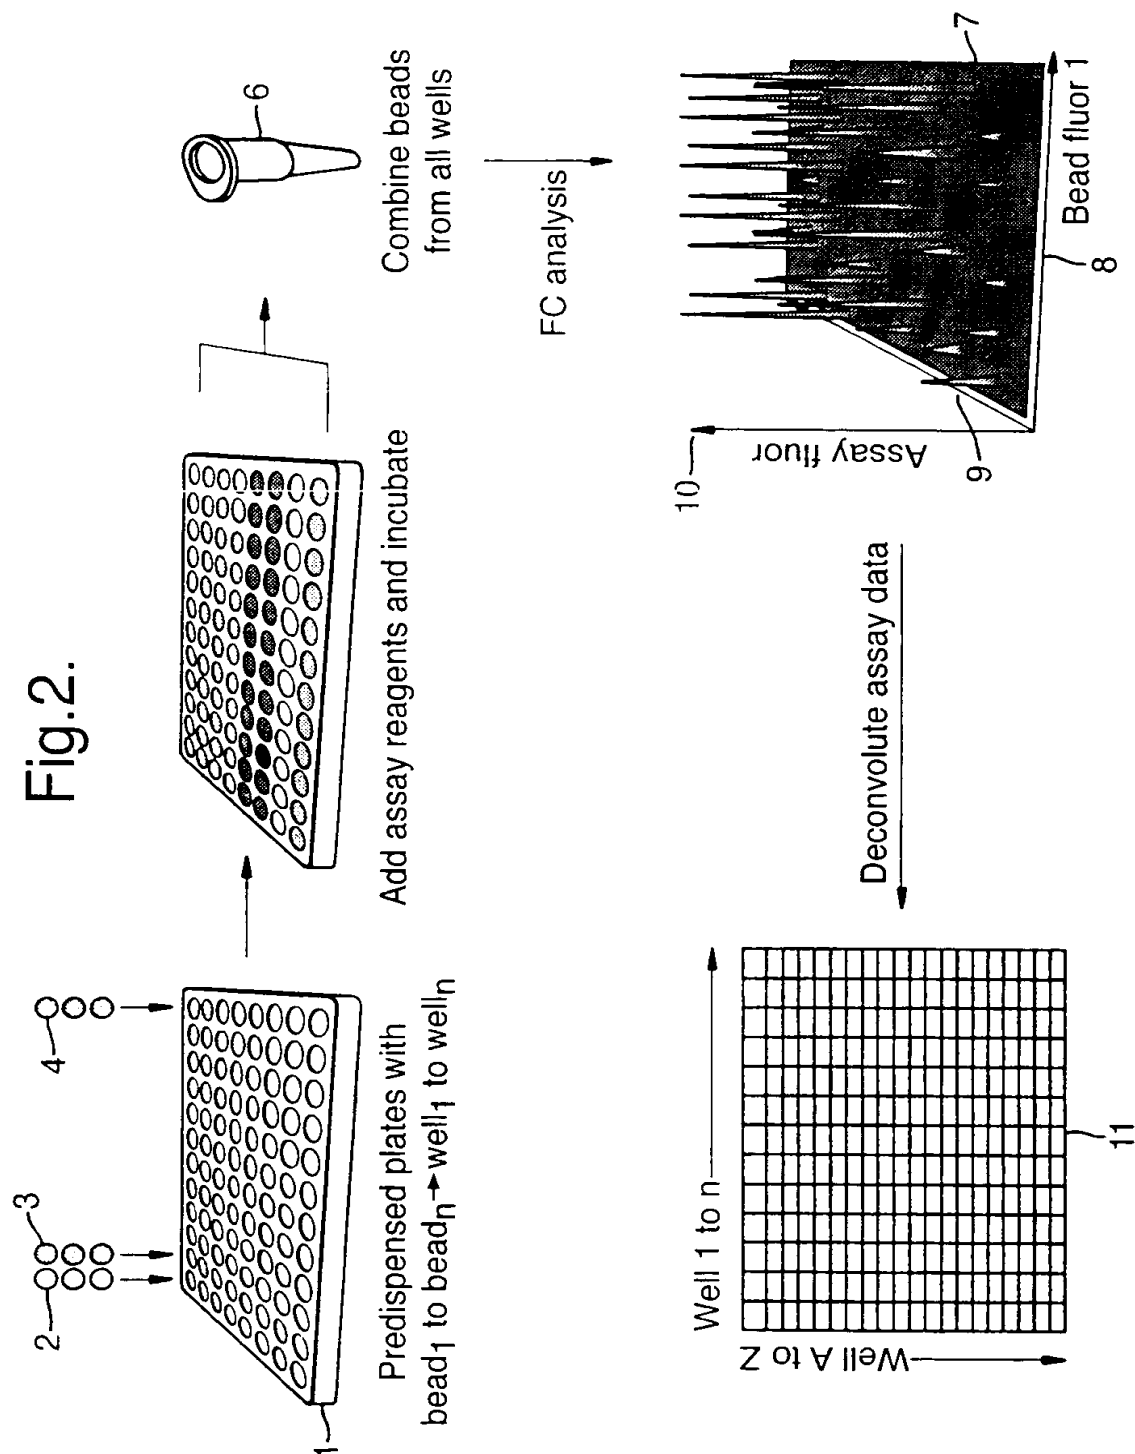 Fig.2.
2
3
4
1
Predispensed plates with
bead1 to beadn→well1 to welln
Add assay reagents and incubate
6
Combine beads
from all wells
FC analysis
7
Bead fluor 1
8
9
10
Assay fluor
Deconvolute assay data
Well 1 to n
Well A to Z
11